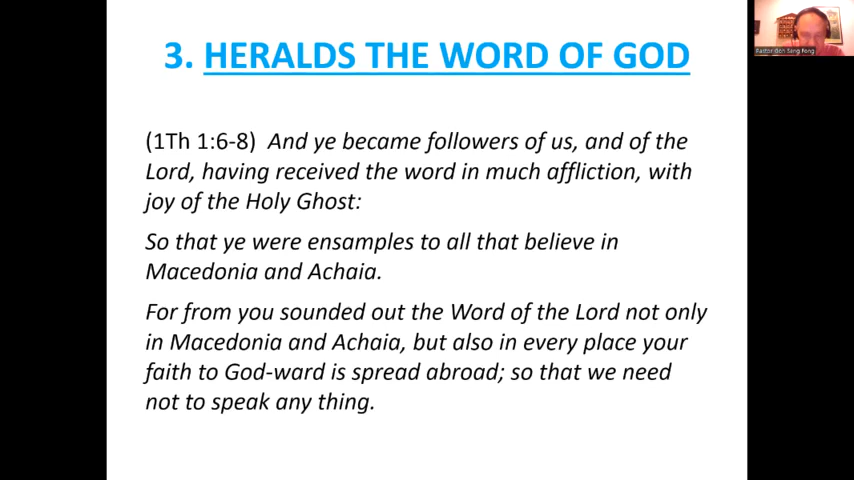 3. HERALDS THE WORD OF GOD
(1Th 1:6-8) And ye became followers of us, and of the
Lord, having received the word in much affliction, with
joy of the Holy Ghost:
So that ye were ensamples to all that believe in
Macedonia and Achaia.
For from you sounded out the Word of the Lord not only
in Macedonia and Achaia, but also in every place your
faith to God-ward is spread abroad; so that we need
not to speak any thing.